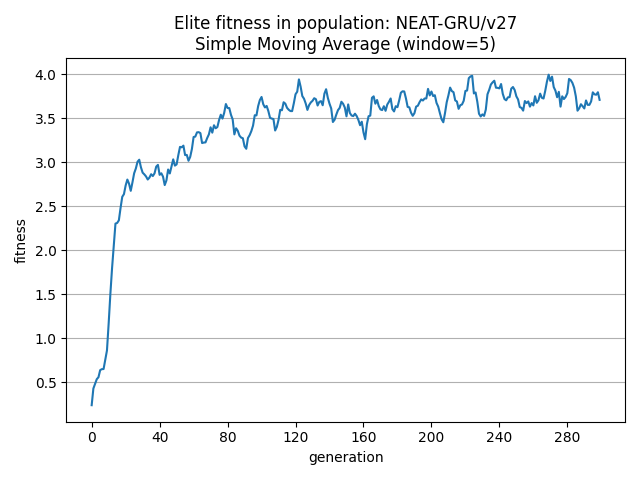 Elite fitness in population: NEAT-GRU/v27
Simple Moving Average (window=5)
fitness
4.0
3.5
3.0
2.5
2.0
1.5
1.0
0.5
0 40 80 120 160 200 240 280
generation